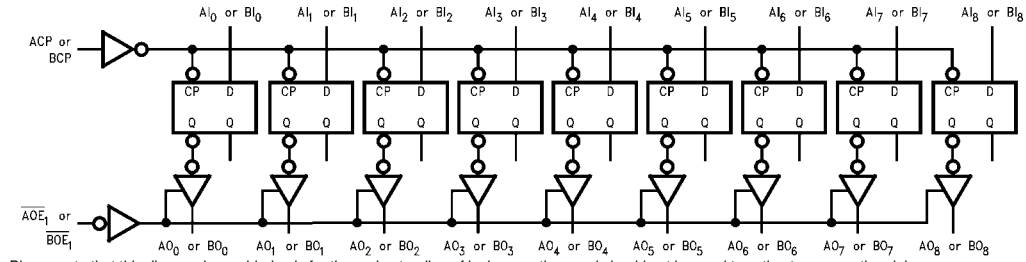 AI0 or BI0 AI1 or BI1 AI2 or BI2 AI3 or BI3 AI4 or BI4 AI5 or BI5 AI6 or BI6 AI7 or BI7 AI8 or BI8
ACP or
BCP
CP D CP D CP D CP D CP D CP D CP D CP D CP D
Q Q Q Q Q Q Q Q Q Q Q Q Q Q Q Q Q Q
AOE1 or
BOE1
AO0 or BO0 AO1 or BO1 AO2 or BO2 AO3 or BO3 AO4 or BO4 AO5 or BO5 AO6 or BO6 AO7 or BO7 AO8 or BO8